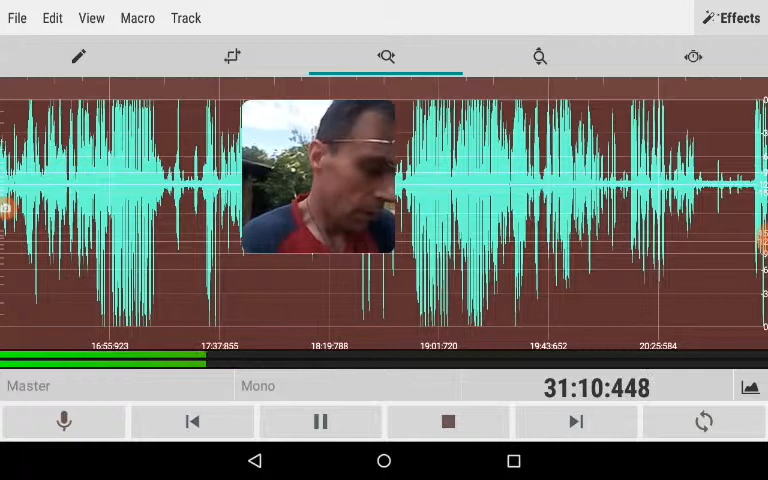 File Edit View Macro Track Effects
16:55:923 17:37:855 18:19:788 19:01:720 19:43:652 20:25:584
Master Mono 31:10:448